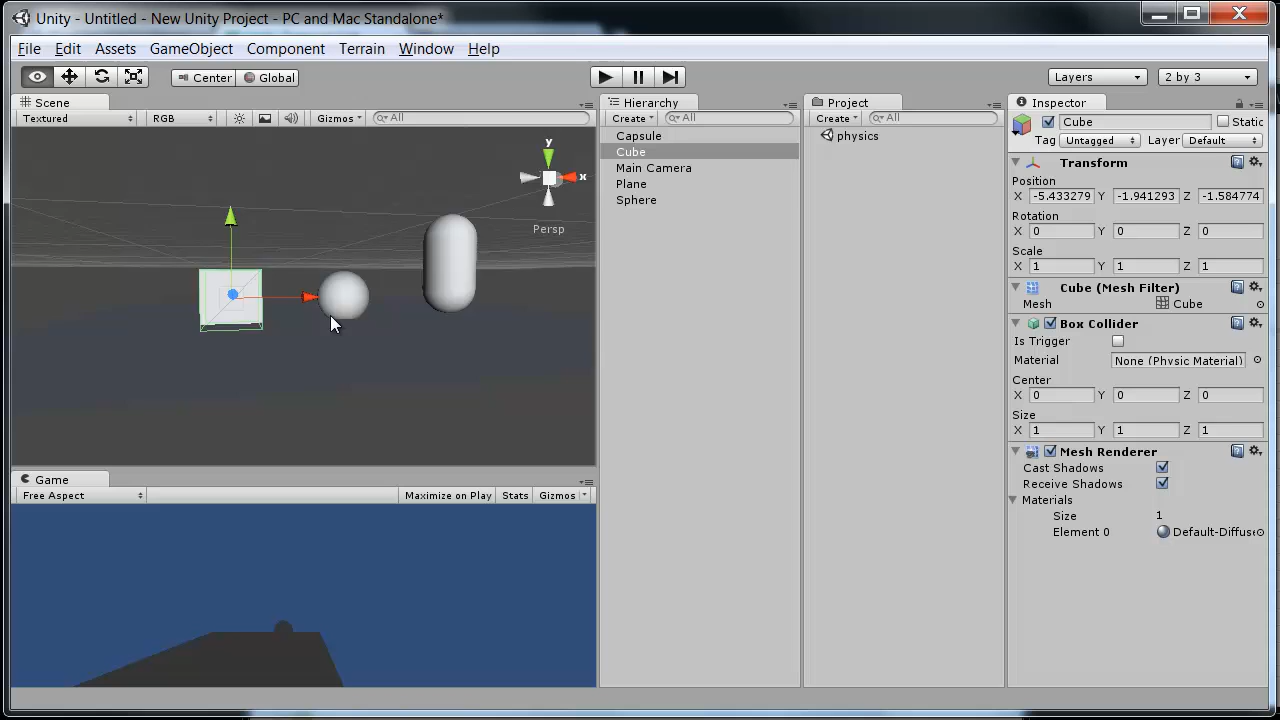 Unity - Untitled - New Unity Project - PC and Mac Standalone*
File Edit Assets GameObject Component Terrain Window Help
Center Global Layers 2 by 3
Scene
Textured RGB Gizmos All
y
x
Persp
Game
Free Aspect Maximize on Play Stats Gizmos
Hierarchy
Create All
Capsule
Cube
Main Camera
Plane
Sphere
Project
Create All
physics
Inspector
Cube Static
Tag Untagged Layer Default
Transform
Position
X -5.433279 Y -1.941293 Z -1.584774
Rotation
X 0 Y 0 Z 0
Scale
X 1 Y 1 Z 1
Cube (Mesh Filter)
Mesh Cube
Box Collider
Is Trigger
Material None (Physic Material)
Center
X 0 Y 0 Z 0
Size
X 1 Y 1 Z 1
Mesh Renderer
Cast Shadows
Receive Shadows
Materials
Size 1
Element 0 Default-Diffuse